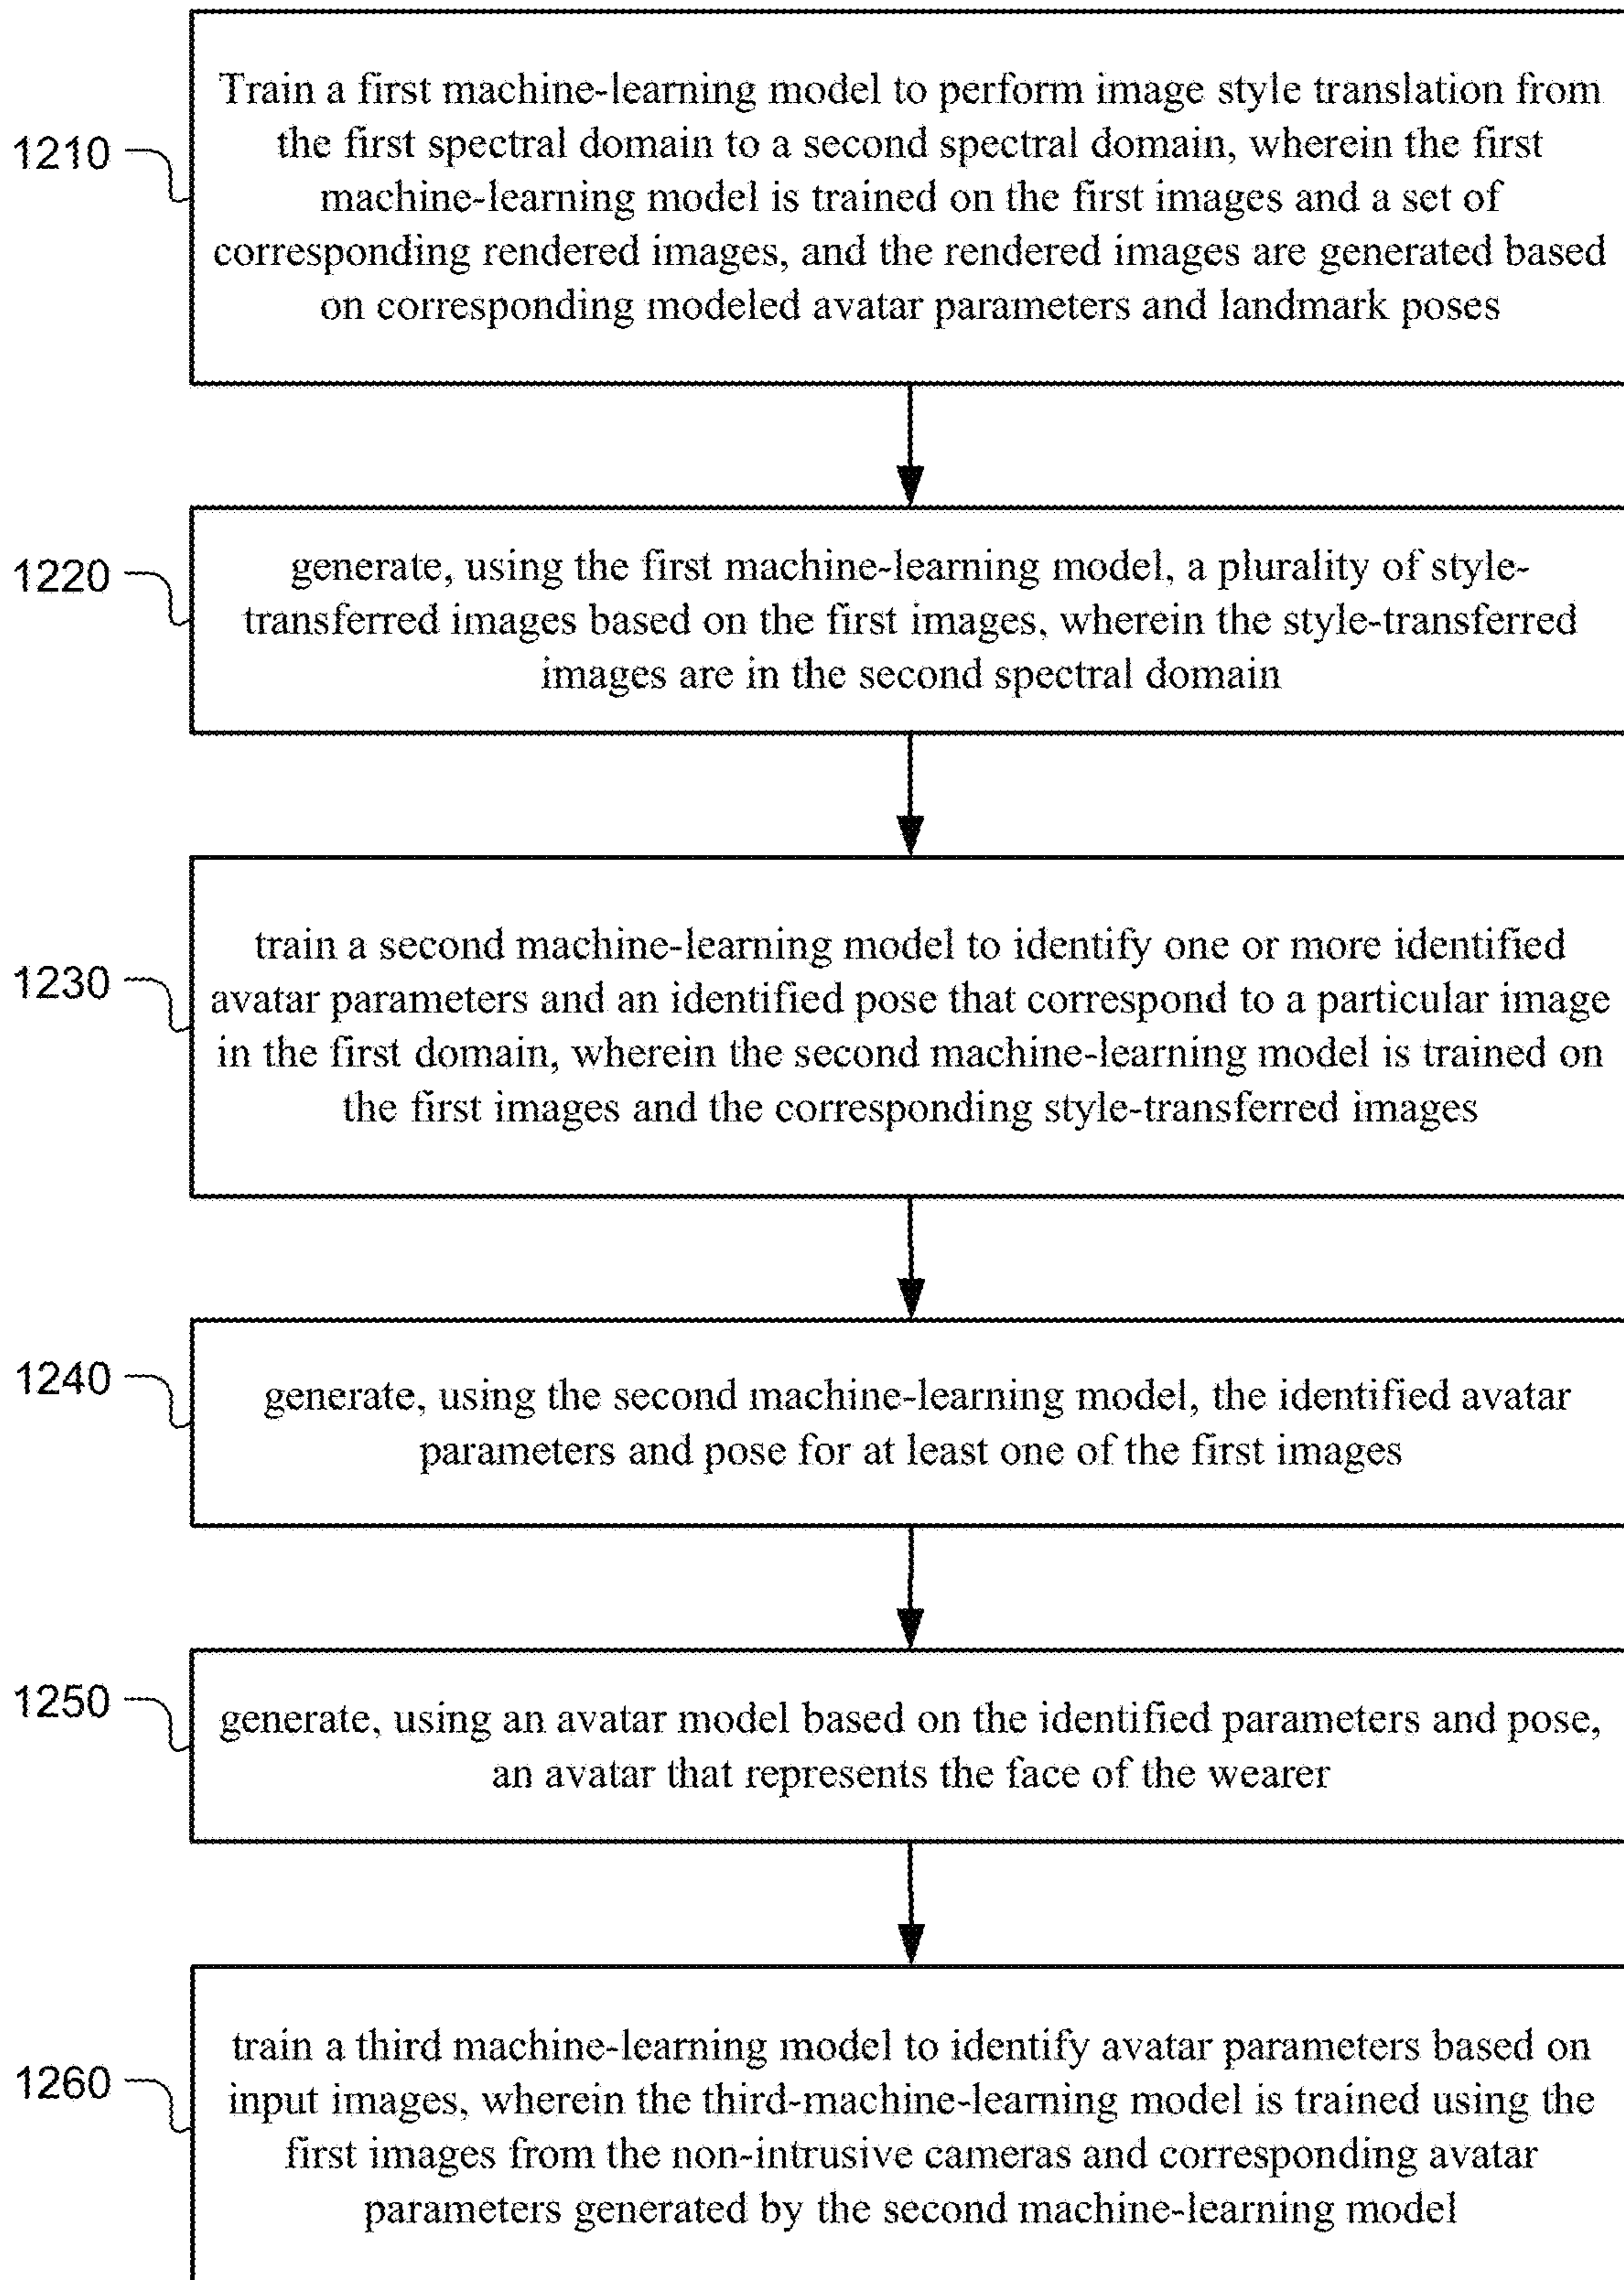 1210
Train a first machine-learning model to perform image style translation from
the first spectral domain to a second spectral domain, wherein the first
machine-learning model is trained on the first images and a set of
corresponding rendered images, and the rendered images are generated based
on corresponding modeled avatar parameters and landmark poses
1220
generate, using the first machine-learning model, a plurality of style-
transferred images based on the first images, wherein the style-transferred
images are in the second spectral domain
1230
train a second machine-learning model to identify one or more identified
avatar parameters and an identified pose that correspond to a particular image
in the first domain, wherein the second machine-learning model is trained on
the first images and the corresponding style-transferred images
1240
generate, using the second machine-learning model, the identified avatar
parameters and pose for at least one of the first images
1250
generate, using an avatar model based on the identified parameters and pose,
an avatar that represents the face of the wearer
1260
train a third machine-learning model to identify avatar parameters based on
input images, wherein the third-machine-learning model is trained using the
first images from the non-intrusive cameras and corresponding avatar
parameters generated by the second machine-learning model